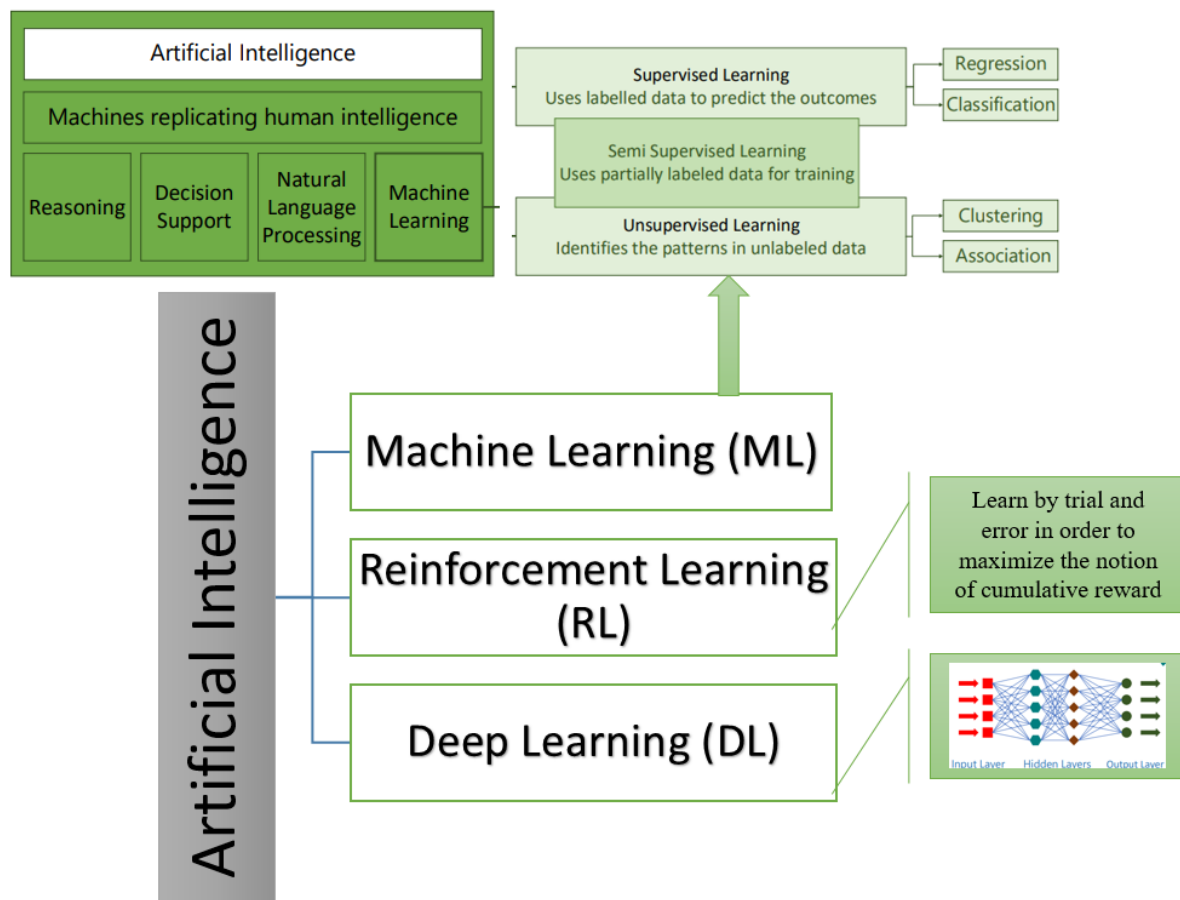 Artificial Intelligence
Machines replicating human intelligence
Reasoning
Decision
Support
Natural
Language
Processing
Machine
Learning
Supervised Learning
Uses labelled data to predict the outcomes
Regression
Classification
Semi Supervised Learning
Uses partially labeled data for training
Unsupervised Learning
Identifies the patterns in unlabeled data
Clustering
Association
Artificial Intelligence
Machine Learning (ML)
Reinforcement Learning
(RL)
Deep Learning (DL)
Learn by trial and
error in order to
maximize the notion
of cumulative reward
Input Layer
Hidden Layers
Output Layer